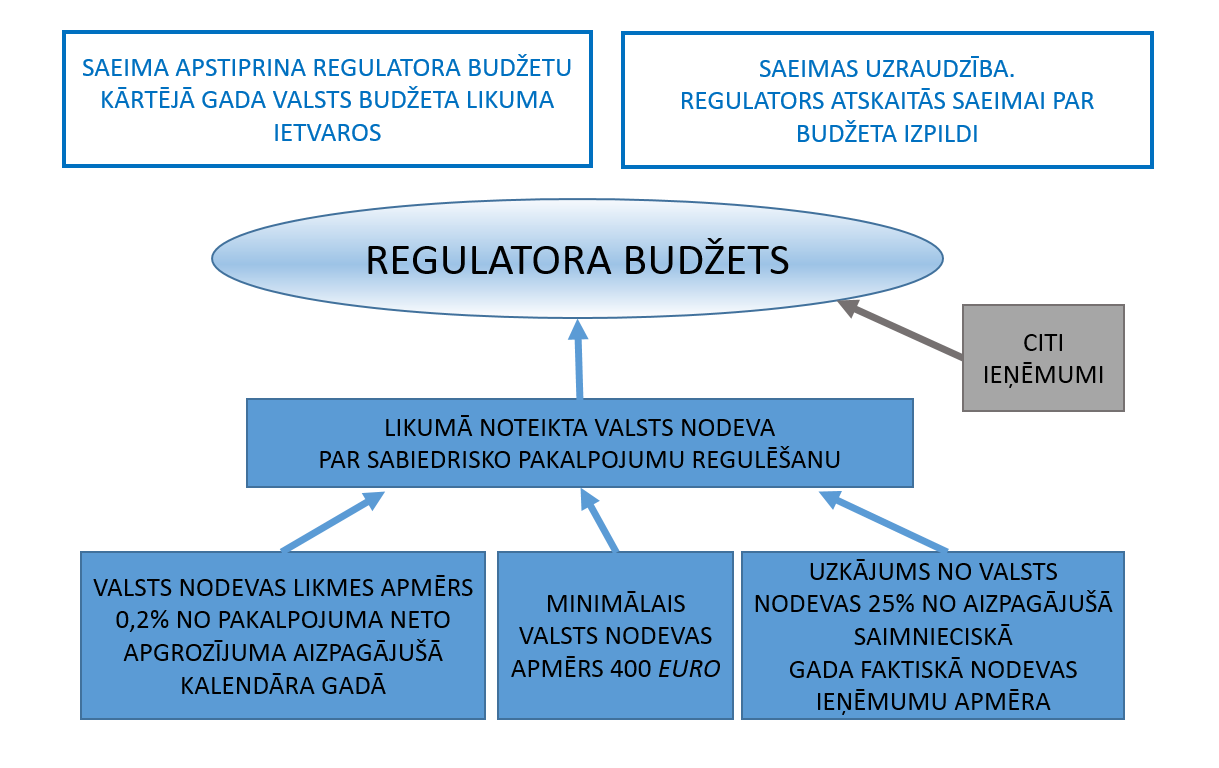 SAEIMA APSTIPRINA REGULATORA BUDŽETU
KĀRTĒJĀ GADA VALSTS BUDŽETA LIKUMA
IETVAROS
SAEIMAS UZRAUDZĪBA.
REGULATORS ATSKAITĀS SAEIMAI PAR
BUDŽETA IZPILDI
REGULATORA BUDŽETS
CITI
IEŅĒMUMI
LIKUMĀ NOTEIKTA VALSTS NODEVA
PAR SABIEDRISKO PAKALPOJUMU REGULĒŠANU
VALSTS NODEVAS LIKMES APMĒRS
0,2% NO PAKALPOJUMA NETO
APGROZĪJUMA AIZPAGĀJUŠĀ
KALENDĀRA GADĀ
MINIMĀLAIS
VALSTS NODEVAS
APMĒRS 400 EURO
UZKĀJUMS NO VALSTS
NODEVAS 25% NO AIZPAGĀJUŠĀ
SAIMNIECISKĀ
GADA FAKTISKĀ NODEVAS
IEŅĒMUMU APMĒRA